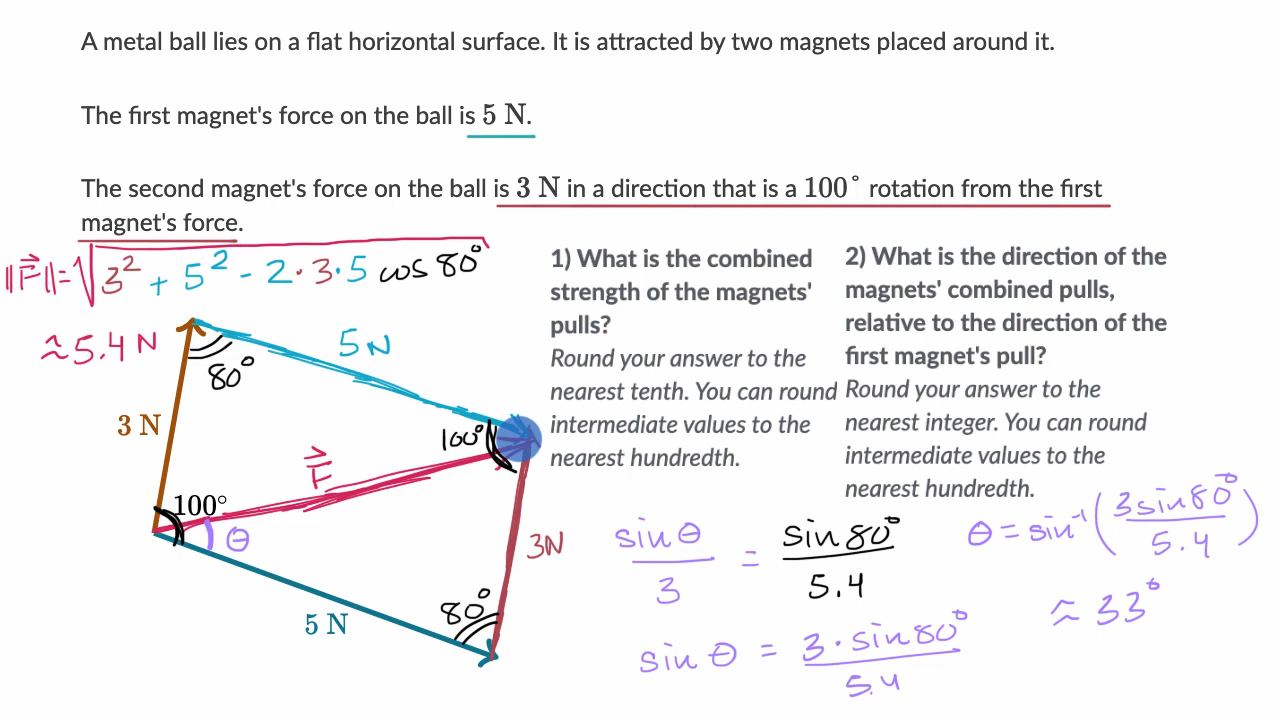 A metal ball lies on a flat horizontal surface. It is attracted by two magnets placed around it.
The first magnet's force on the ball is 5 N.
The second magnet's force on the ball is 3 N in a direction that is a 100° rotation from the first
magnet's force.
||F⃗||=√3² + 5² - 2·3·5 cos 80°
≈5.4 N
1) What is the combined
strength of the magnets'
pulls?
Round your answer to the
nearest tenth. You can round
intermediate values to the
nearest hundredth.
2) What is the direction of the
magnets' combined pulls,
relative to the direction of the
first magnet's pull?
Round your answer to the
nearest integer. You can round
intermediate values to the
nearest hundredth.
5 N
80°
3 N
100°
F⃗
100°
θ
3N
80°
5 N
sin θ / 3 = sin 80° / 5.4
sin θ = 3 · sin 80° / 5.4
θ = sin⁻¹ (3 sin 80° / 5.4)
≈ 33°